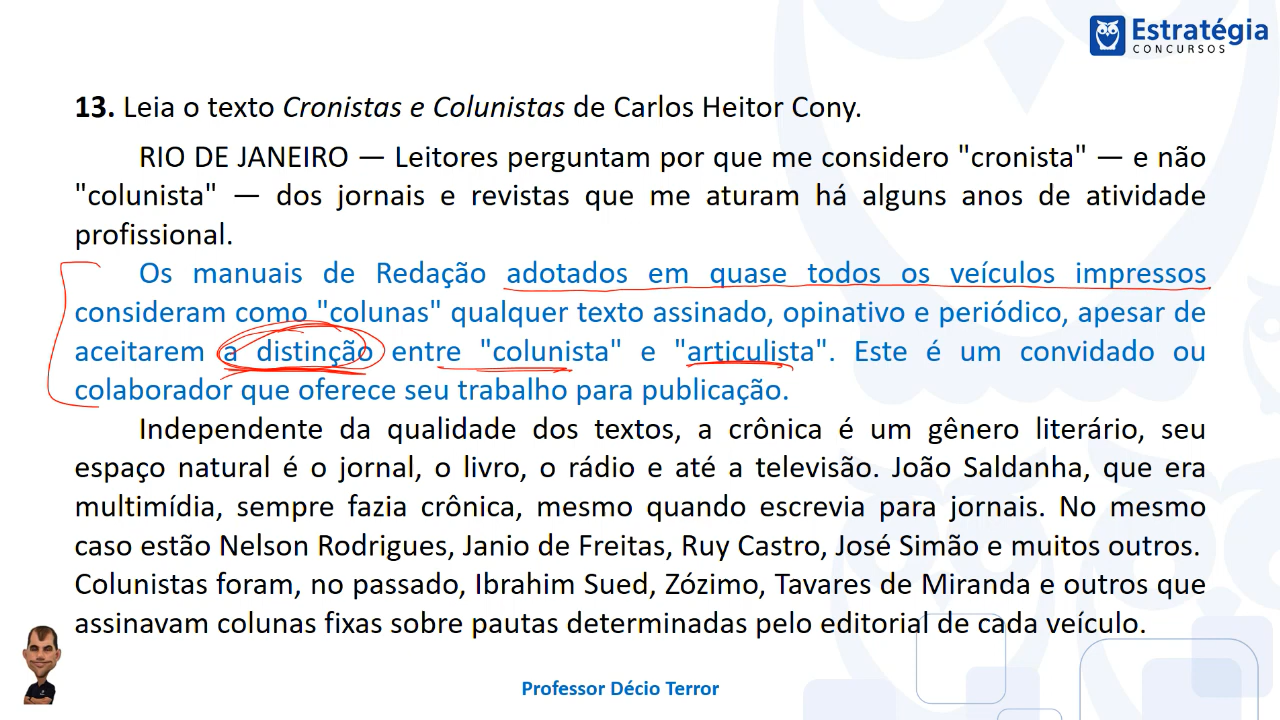 Estratégia
CONCURSOS
13. Leia o texto Cronistas e Colunistas de Carlos Heitor Cony.
RIO DE JANEIRO — Leitores perguntam por que me considero "cronista" — e não
"colunista" — dos jornais e revistas que me aturam há alguns anos de atividade
profissional.
Os manuais de Redação adotados em quase todos os veículos impressos
consideram como "colunas" qualquer texto assinado, opinativo e periódico, apesar de
aceitarem a distinção entre "colunista" e "articulista". Este é um convidado ou
colaborador que oferece seu trabalho para publicação.
Independente da qualidade dos textos, a crônica é um gênero literário, seu
espaço natural é o jornal, o livro, o rádio e até a televisão. João Saldanha, que era
multimídia, sempre fazia crônica, mesmo quando escrevia para jornais. No mesmo
caso estão Nelson Rodrigues, Janio de Freitas, Ruy Castro, José Simão e muitos outros.
Colunistas foram, no passado, Ibrahim Sued, Zózimo, Tavares de Miranda e outros que
assinavam colunas fixas sobre pautas determinadas pelo editorial de cada veículo.
Professor Décio Terror